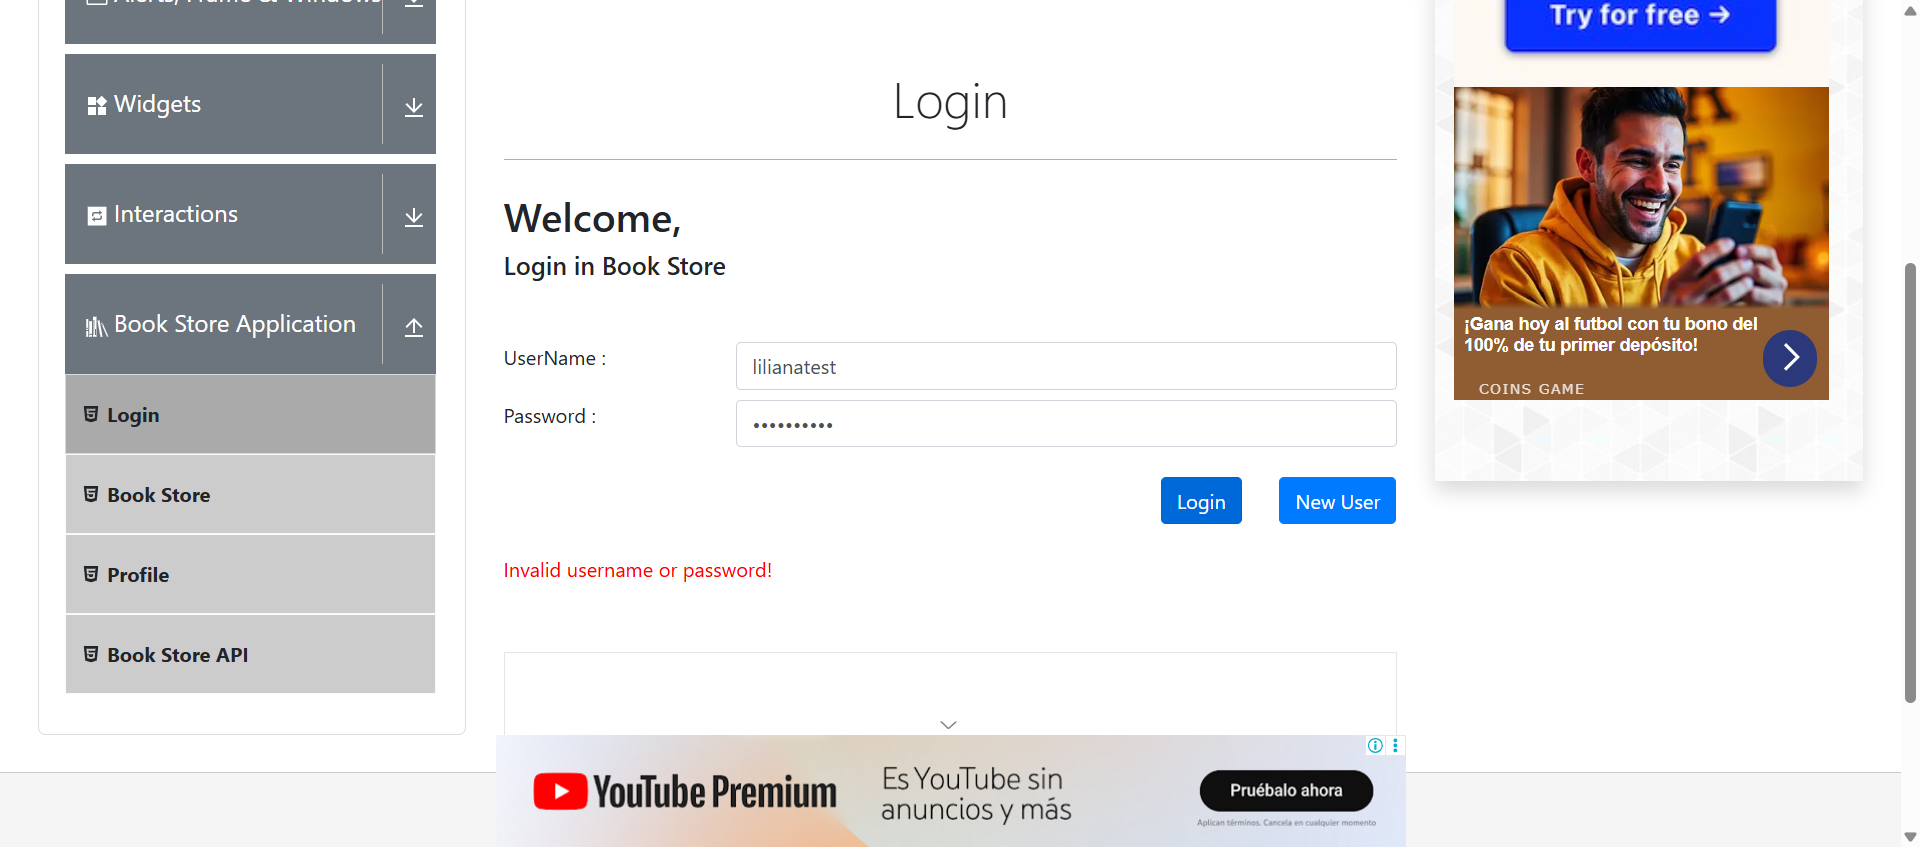 Alerts, Frame & Windows
Widgets
Interactions
Book Store Application
Login
Book Store
Profile
Book Store API
Login
Welcome,
Login in Book Store
UserName :
lilianatest
Password :
••••••••••
Login
New User
Invalid username or password!
Try for free →
¡Gana hoy al futbol con tu bono del
100% de tu primer depósito!
COINS GAME
YouTube Premium
Es YouTube sin
anuncios y más
Pruébalo ahora
Aplican términos. Cancela en cualquier momento